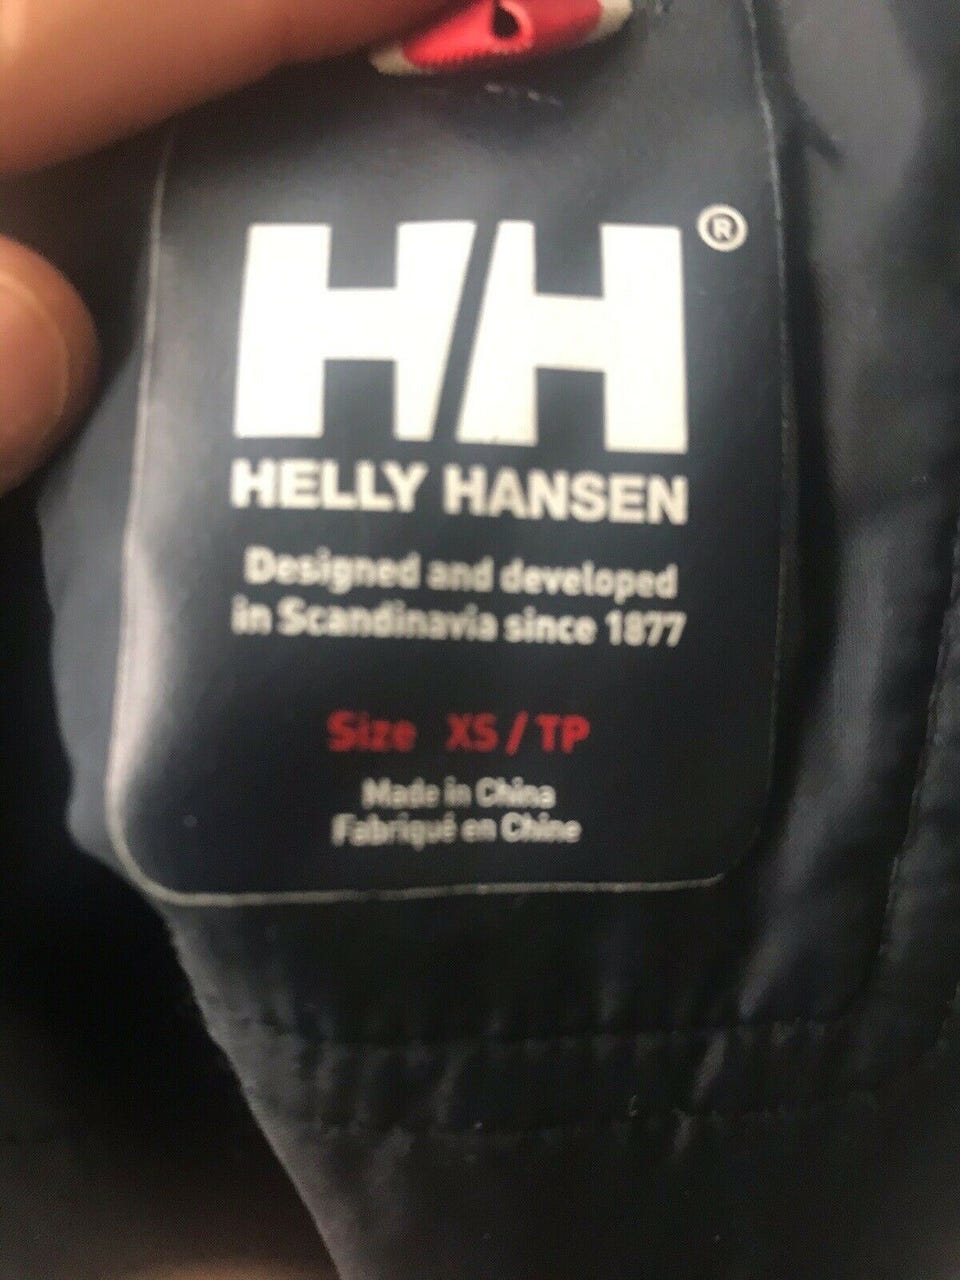 HH®
HELLY HANSEN
Designed and developed
in Scandinavia since 1877
Size XS / TP
Made in China
Fabriqué en Chine